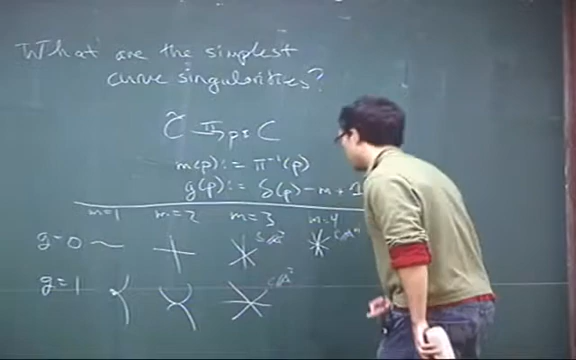 What are the simplest
curve singularities?
C̃ π→ p∈C
m(p) := π⁻¹(p)
g(p) := δ(p) - m + 1
m=1 m=2 m=3 m=4
g=0
g=1